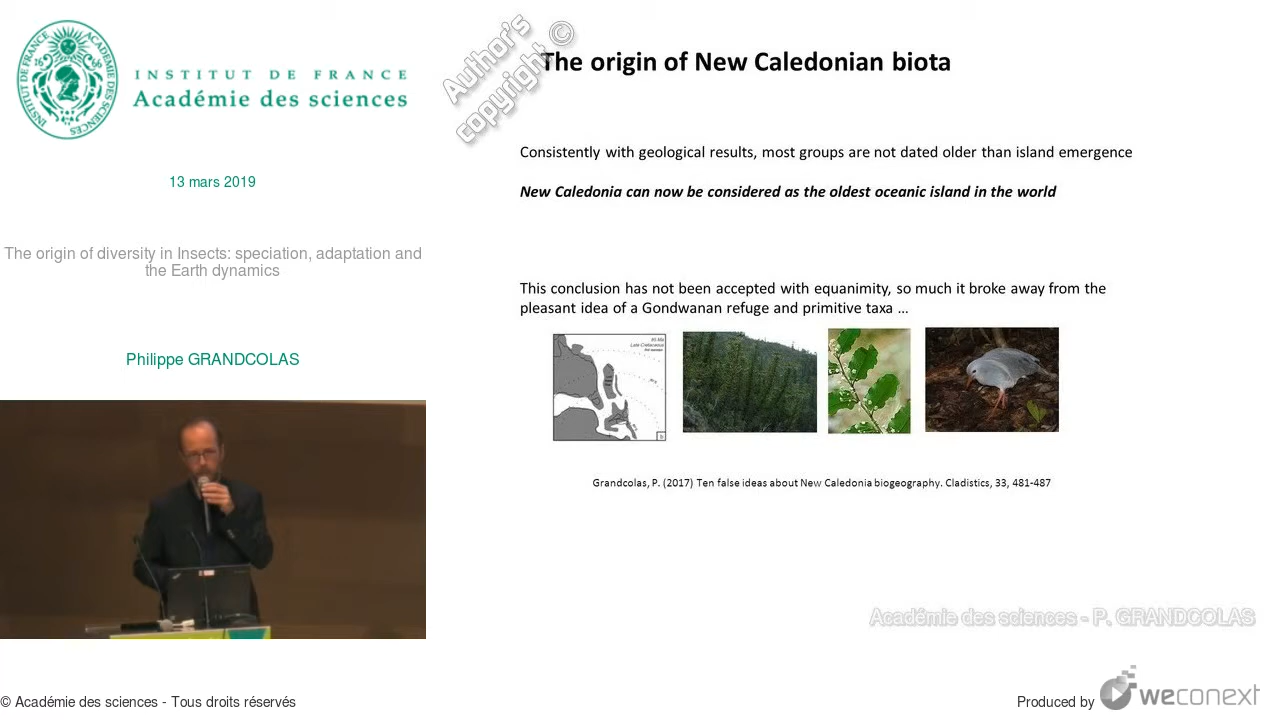 INSTITUT DE FRANCE
Académie des sciences
13 mars 2019
The origin of diversity in Insects: speciation, adaptation and
the Earth dynamics
Philippe GRANDCOLAS
Author's
copyright ©
The origin of New Caledonian biota
Consistently with geological results, most groups are not dated older than island emergence
New Caledonia can now be considered as the oldest oceanic island in the world
This conclusion has not been accepted with equanimity, so much it broke away from the
pleasant idea of a Gondwanan refuge and primitive taxa ...
Late Cretaceous
Grandcolas, P. (2017) Ten false ideas about New Caledonia biogeography. Cladistics, 33, 481-487
Académie des sciences - P. GRANDCOLAS
© Académie des sciences - Tous droits réservés
Produced by weconext